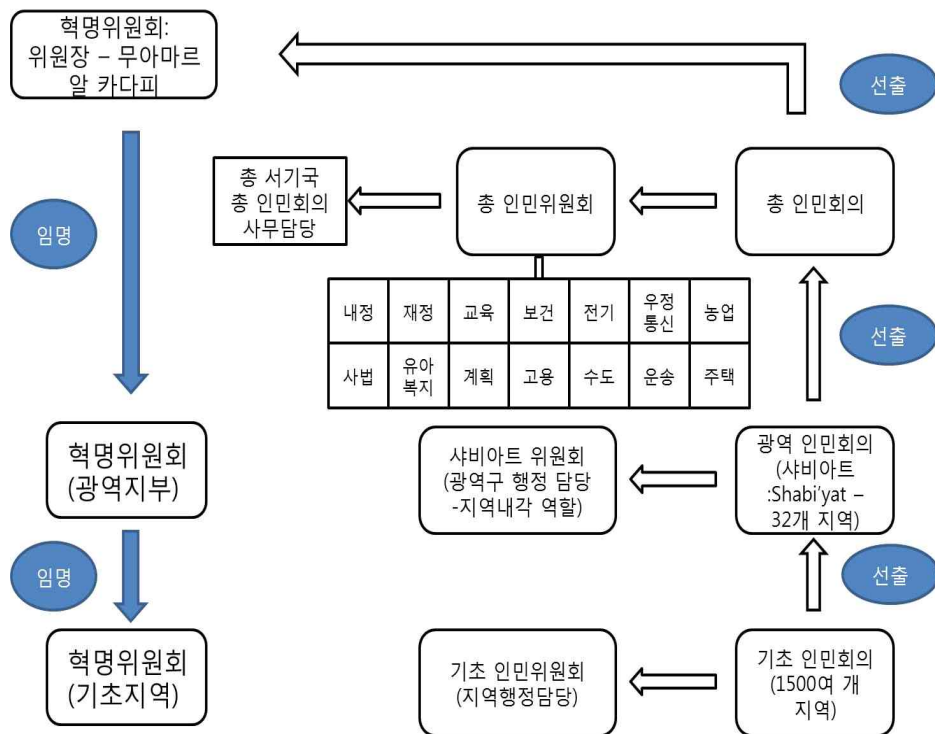 혁명위원회:
위원장 – 무아마르
알 카다피
선출
총 서기국
총 인민회의
사무담당
총 인민위원회
총 인민회의
임명
내정 재정 교육 보건 전기 우정 통신 농업
사법 유아 복지 계획 고용 수도 운송 주택
선출
혁명위원회
(광역지부)
샤비아트 위원회
(광역구 행정 담당
-지역내각 역할)
광역 인민회의
(샤비아트
:Shabi'yat –
32개 지역)
임명
선출
혁명위원회
(기초지역)
기초 인민위원회
(지역행정담당)
기초 인민회의
(1500여 개
지역)